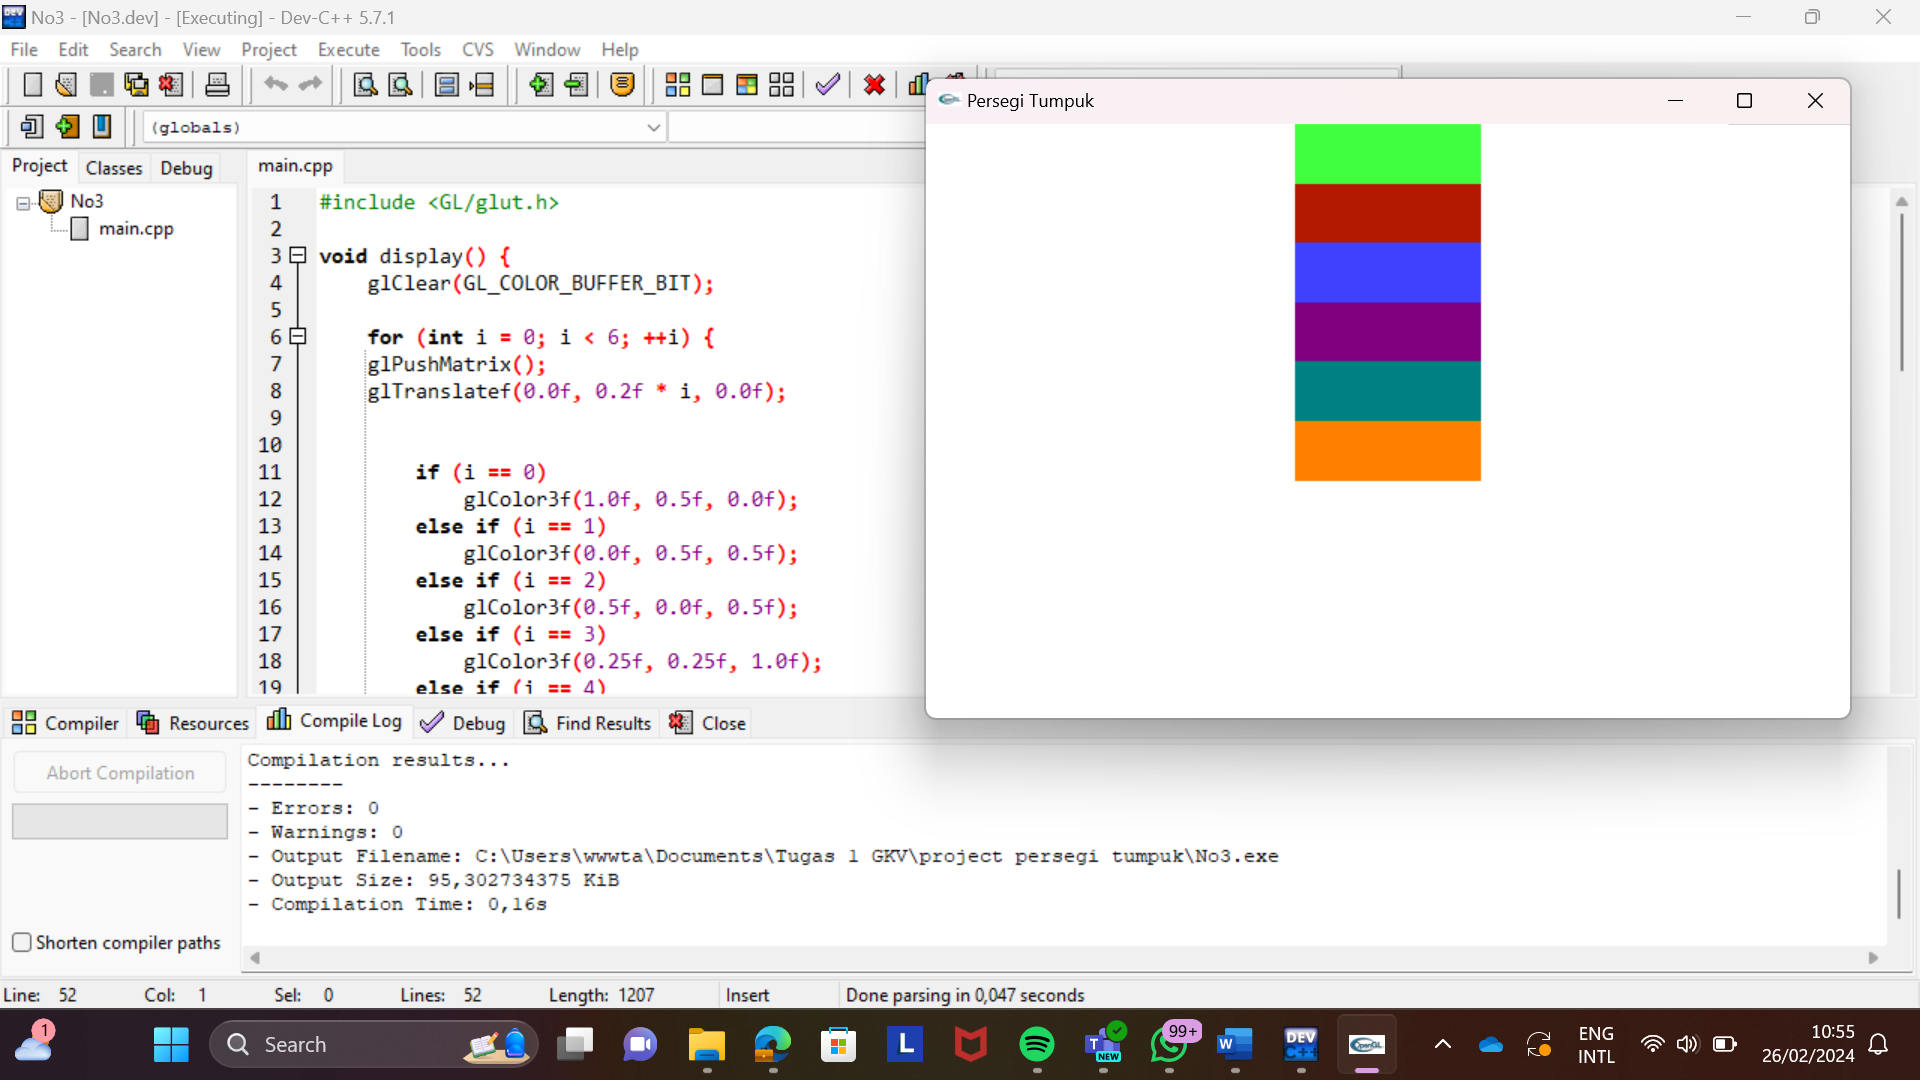 No3 - [No3.dev] - [Executing] - Dev-C++ 5.7.1
File Edit Search View Project Execute Tools CVS Window Help
(globals)
Project Classes Debug
main.cpp
No3
main.cpp
1 #include <GL/glut.h>
2
3 void display() {
4 glClear(GL_COLOR_BUFFER_BIT);
5
6 for (int i = 0; i < 6; ++i) {
7 glPushMatrix();
8 glTranslatef(0.0f, 0.2f * i, 0.0f);
9
10
11 if (i == 0)
12 glColor3f(1.0f, 0.5f, 0.0f);
13 else if (i == 1)
14 glColor3f(0.0f, 0.5f, 0.5f);
15 else if (i == 2)
16 glColor3f(0.5f, 0.0f, 0.5f);
17 else if (i == 3)
18 glColor3f(0.25f, 0.25f, 1.0f);
19 else if (i == 4)
Persegi Tumpuk
Compiler Resources Compile Log Debug Find Results Close
Abort Compilation
Shorten compiler paths
Compilation results...
--------
- Errors: 0
- Warnings: 0
- Output Filename: C:\Users\wwwta\Documents\Tugas 1 GKV\project persegi tumpuk\No3.exe
- Output Size: 95,302734375 KiB
- Compilation Time: 0,16s
Line: 52 Col: 1 Sel: 0 Lines: 52 Length: 1207 Insert Done parsing in 0,047 seconds
1
Search
L
NEW
99+
W
DEV C++
OpenGL
ENG
INTL
10:55
26/02/2024